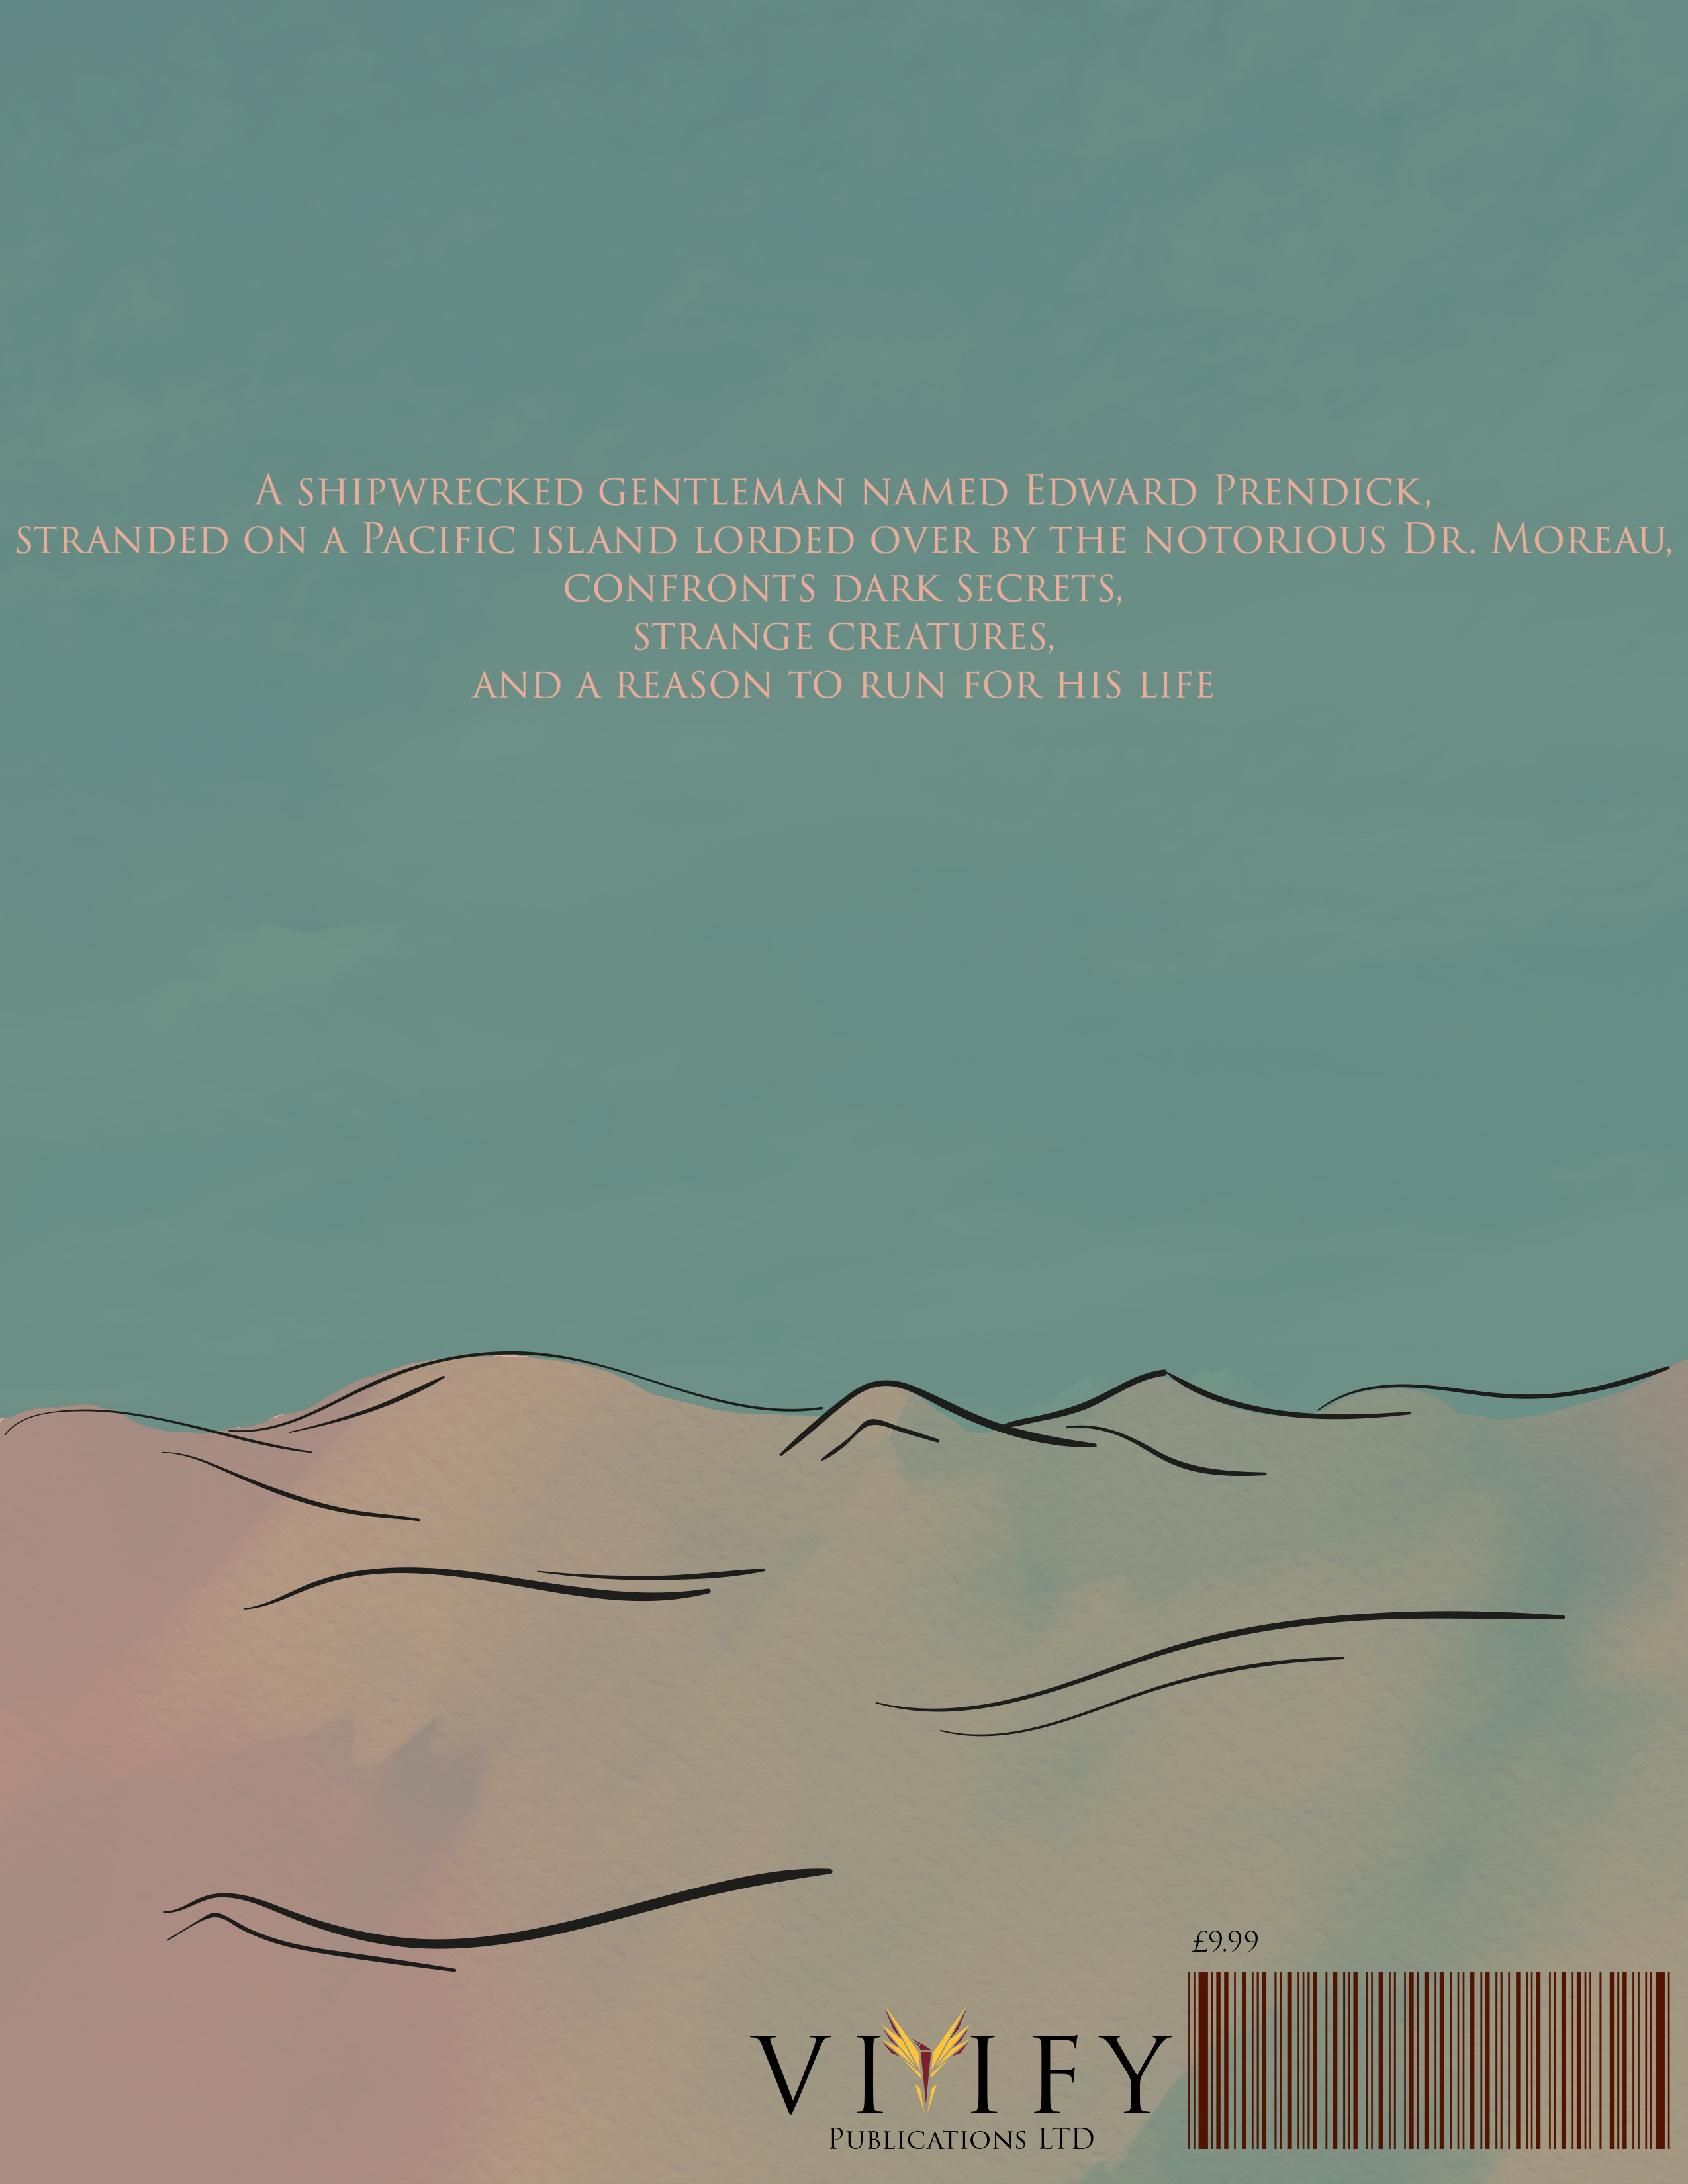 A shipwrecked gentleman named Edward Prendick,
stranded on a Pacific island lorded over by the notorious Dr. Moreau,
confronts dark secrets,
strange creatures,
and a reason to run for his life
£9.99
VIVIFY
Publications LTD